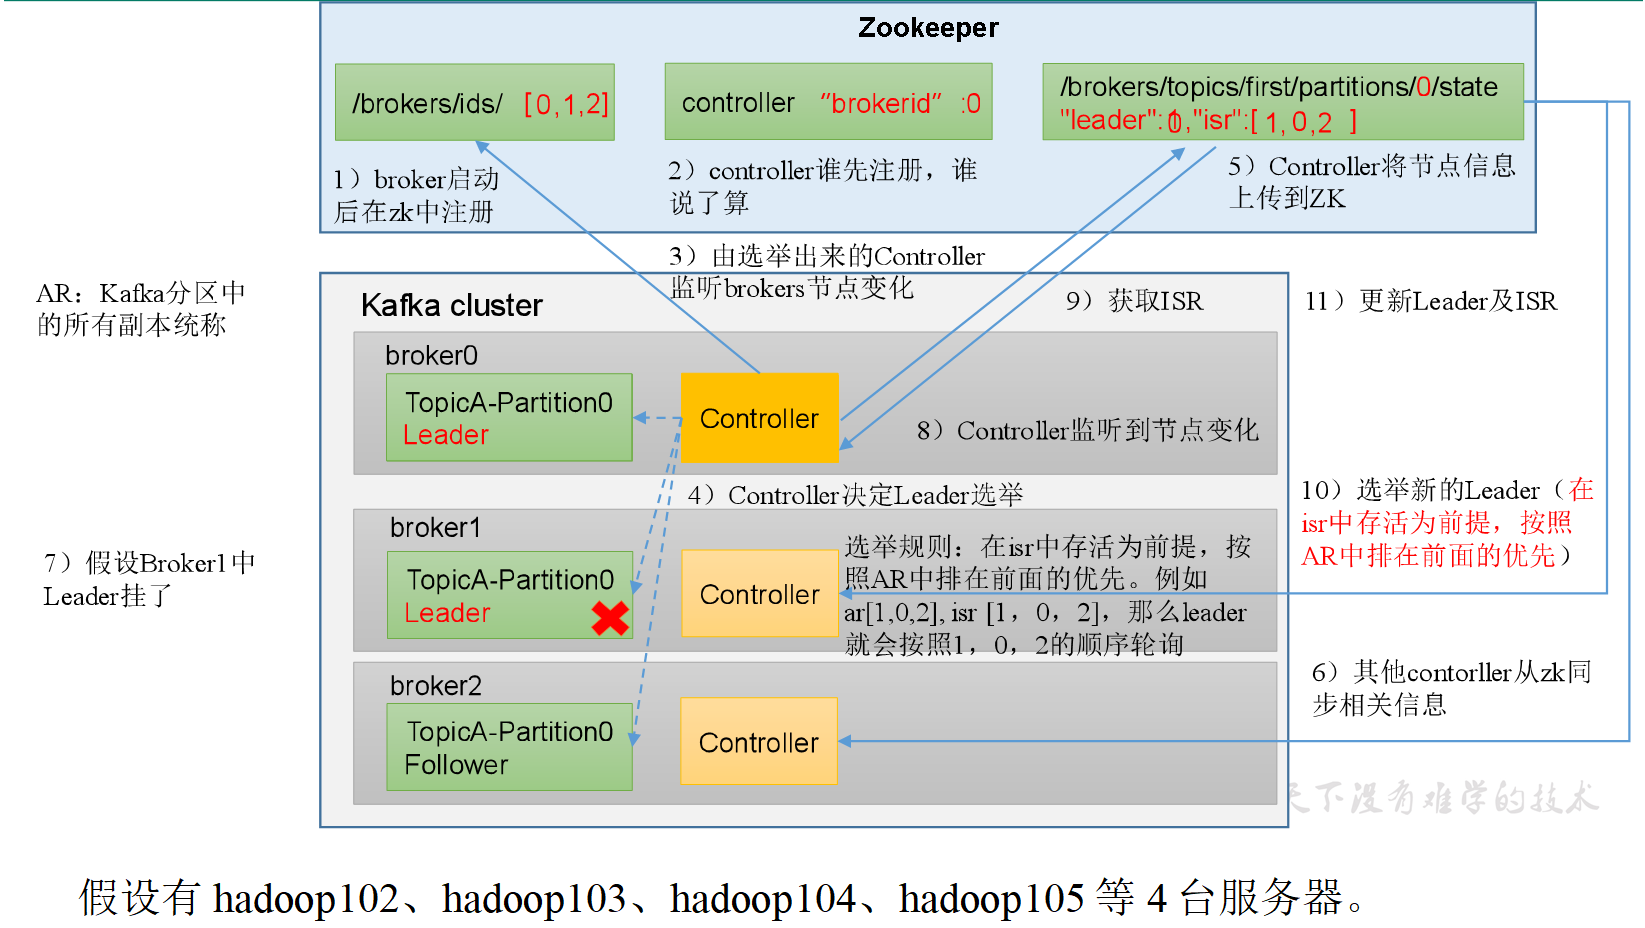 Zookeeper
/brokers/ids/ [0,1,2]
controller "brokerid" :0
/brokers/topics/first/partitions/0/state
"leader": ,"isr":[ 1,0,2 ]
1）broker启动
后在zk中注册
2）controller谁先注册，谁
说了算
5）Controller将节点信息
上传到ZK
3）由选举出来的Controller
监听brokers节点变化
AR：Kafka分区中
的所有副本统称
Kafka cluster
9）获取ISR
11）更新Leader及ISR
broker0
TopicA-Partition0
Leader
Controller
8）Controller监听到节点变化
4）Controller决定Leader选举
10）选举新的Leader（在
isr中存活为前提，按照
AR中排在前面的优先）
broker1
TopicA-Partition0
Leader
Controller
选举规则：在isr中存活为前提，按
照AR中排在前面的优先。例如
ar[1,0,2], isr [1，0，2]，那么leader
就会按照1，0，2的顺序轮询
7）假设Broker1中
Leader挂了
broker2
TopicA-Partition0
Follower
Controller
6）其他contorller从zk同
步相关信息
天下没有难学的技术
假设有 hadoop102、hadoop103、hadoop104、hadoop105 等 4 台服务器。